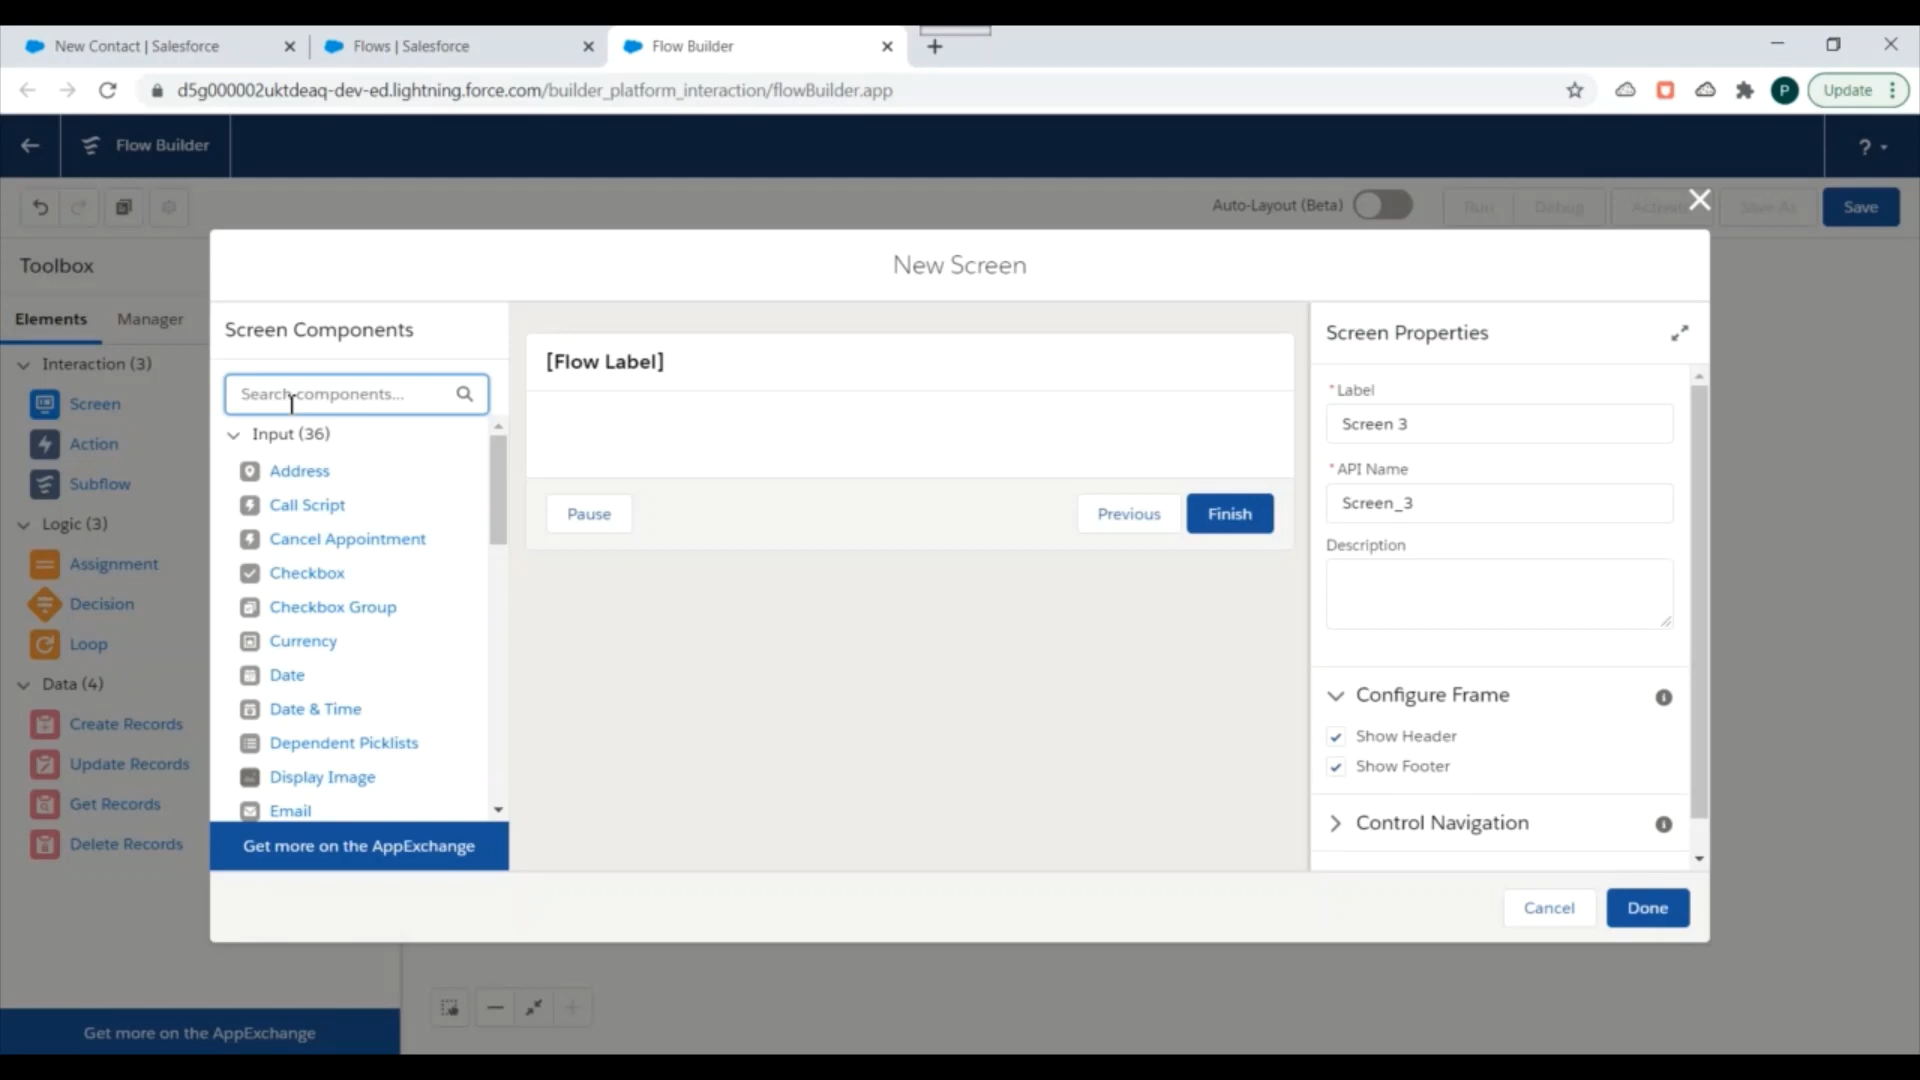 New Contact | Salesforce
Flows | Salesforce
Flow Builder
d5g000002uktdeaq-dev-ed.lightning.force.com/builder_platform_interaction/flowBuilder.app
P
Update
Flow Builder
?
Auto-Layout (Beta)
Run
Debug
Save As
Save
Toolbox
Elements
Manager
Interaction (3)
Screen
Action
Subflow
Logic (3)
Assignment
Decision
Loop
Data (4)
Create Records
Update Records
Get Records
Delete Records
Get more on the AppExchange
New Screen
Screen Components
Search components...
Input (36)
Address
Call Script
Cancel Appointment
Checkbox
Checkbox Group
Currency
Date
Date & Time
Dependent Picklists
Display Image
Email
Get more on the AppExchange
[Flow Label]
Pause
Previous
Finish
Screen Properties
*Label
Screen 3
*API Name
Screen_3
Description
Configure Frame
Show Header
Show Footer
Control Navigation
Cancel
Done